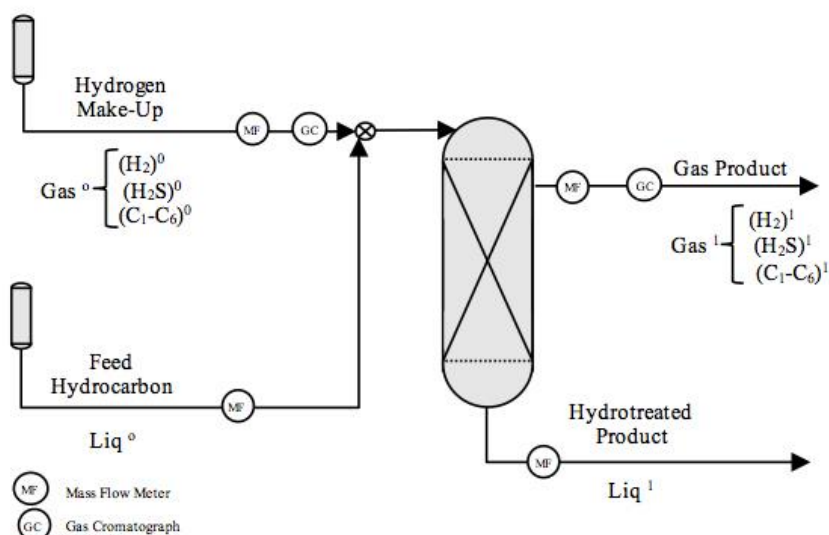 Hydrogen
Make-Up
MF
GC
Gas ⁰
(H₂)⁰
(H₂S)⁰
(C₁-C₆)⁰
MF
GC
Gas Product
Gas ¹
(H₂)¹
(H₂S)¹
(C₁-C₆)¹
Feed
Hydrocarbon
MF
Liq ⁰
Hydrotreated
Product
MF
Liq ¹
MF
Mass Flow Meter
GC
Gas Cromatograph